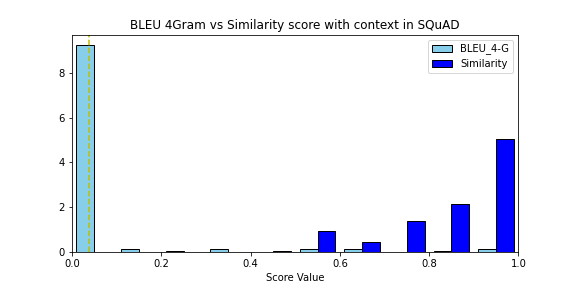 BLEU 4Gram vs Similarity score with context in SQuAD
BLEU_4-G
Similarity
8
6
4
2
0
0.0 0.2 0.4 0.6 0.8 1.0
Score Value